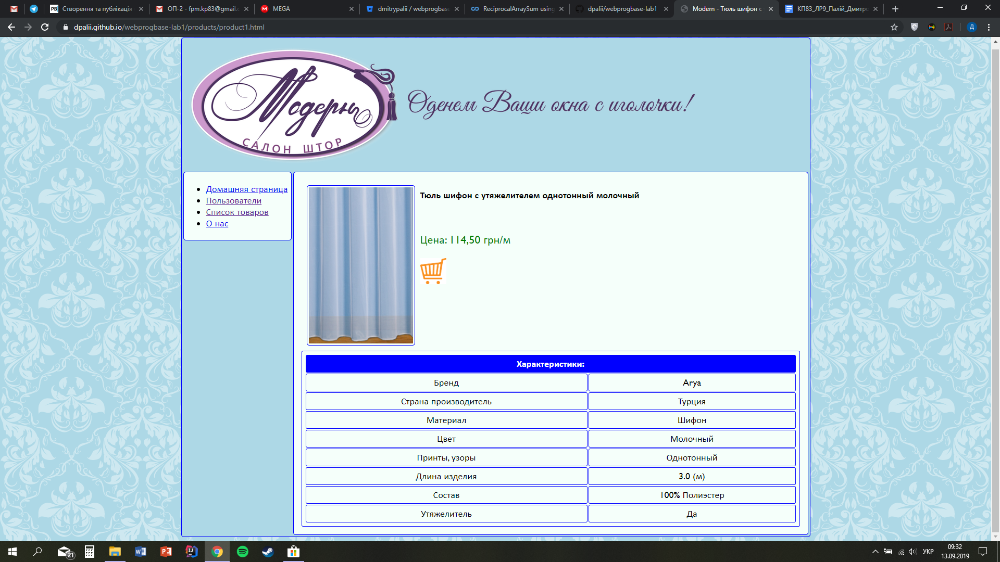 Створення та публікація
ОП-2 - fpm.kp83@gmail.c
MEGA
dmitrypalii / webprogbase
ReciprocalArraySum using
dpalii/webprogbase-lab1
Modern - Тюль шифон с
КП83_ЛР9_Палій_Дмитро
dpalii.github.io/webprogbase-lab1/products/product1.html
Д
Модернъ
САЛОН ШТОР
Оденем Ваши окна с иголочки!
Домашняя страница
Пользователи
Список товаров
О нас
Тюль шифон с утяжелителем однотонный молочный
Цена: 114,50 грн/м
Характеристики:
Бренд Arya
Страна производитель Турция
Материал Шифон
Цвет Молочный
Принты, узоры Однотонный
Длина изделия 3.0 (м)
Состав 100% Полиэстер
Утяжелитель Да
21
УКР
09:32
13.09.2019